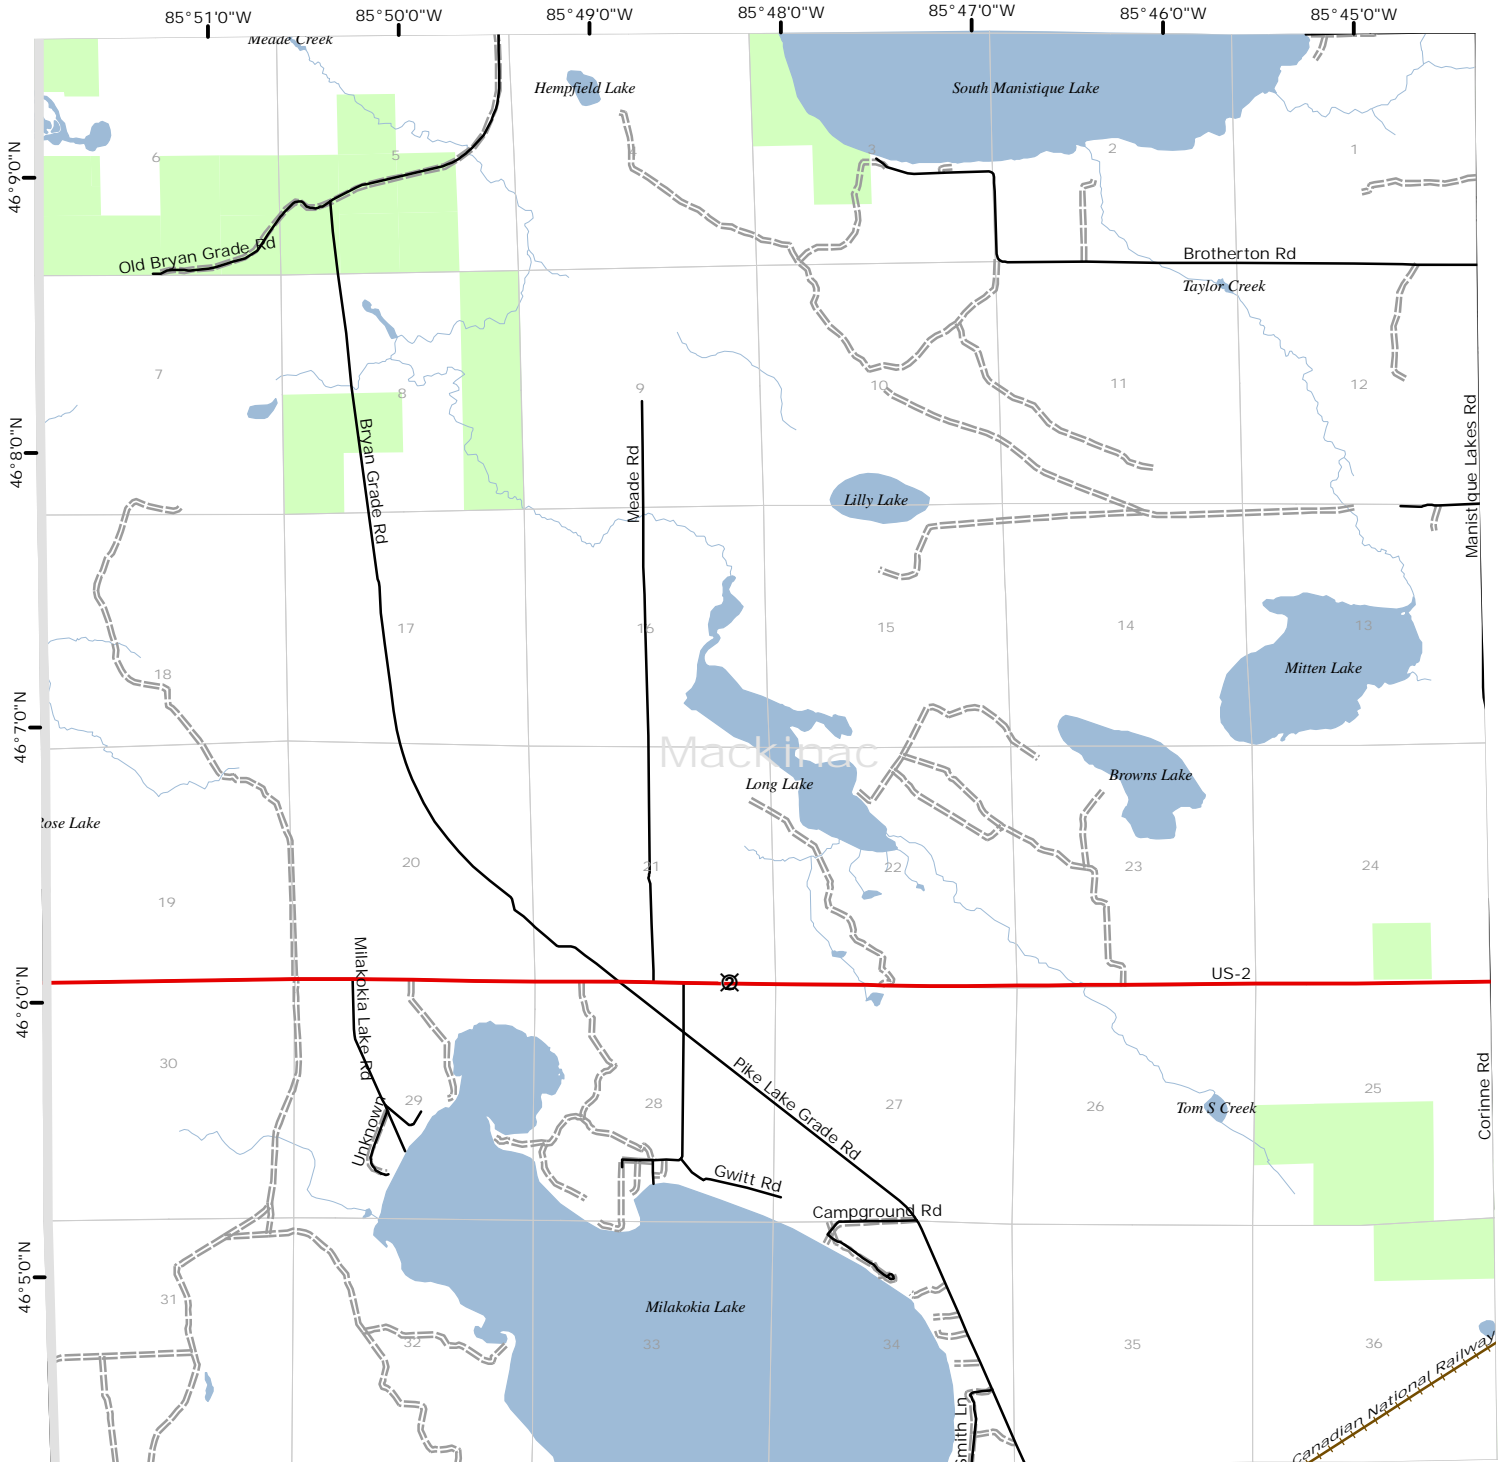 85°51'0"W
85°50'0"W
85°49'0"W
85°48'0"W
85°47'0"W
85°46'0"W
85°45'0"W
Meade Creek
Hempfield Lake
South Manistique Lake
46°9'0"N
6
5
4
3
2
1
Old Bryan Grade Rd
Brotherton Rd
Taylor Creek
7
8
9
10
11
12
46°8'0"N
Bryan Grade Rd
Meade Rd
Lilly Lake
Manistique Lakes Rd
17
16
15
14
13
18
Mitten Lake
46°7'0"N
Mackinac
Long Lake
Browns Lake
Rose Lake
20
21
22
23
24
19
US-2
2
46°6'0"N
Milakokia Lake Rd
30
29
28
27
26
25
Pike Lake Grade Rd
Tom S Creek
Corinne Rd
Unknown
Gwitt Rd
Campground Rd
46°5'0"N
31
Milakokia Lake
32
33
34
35
36
Smith Ln
Canadian National Railway